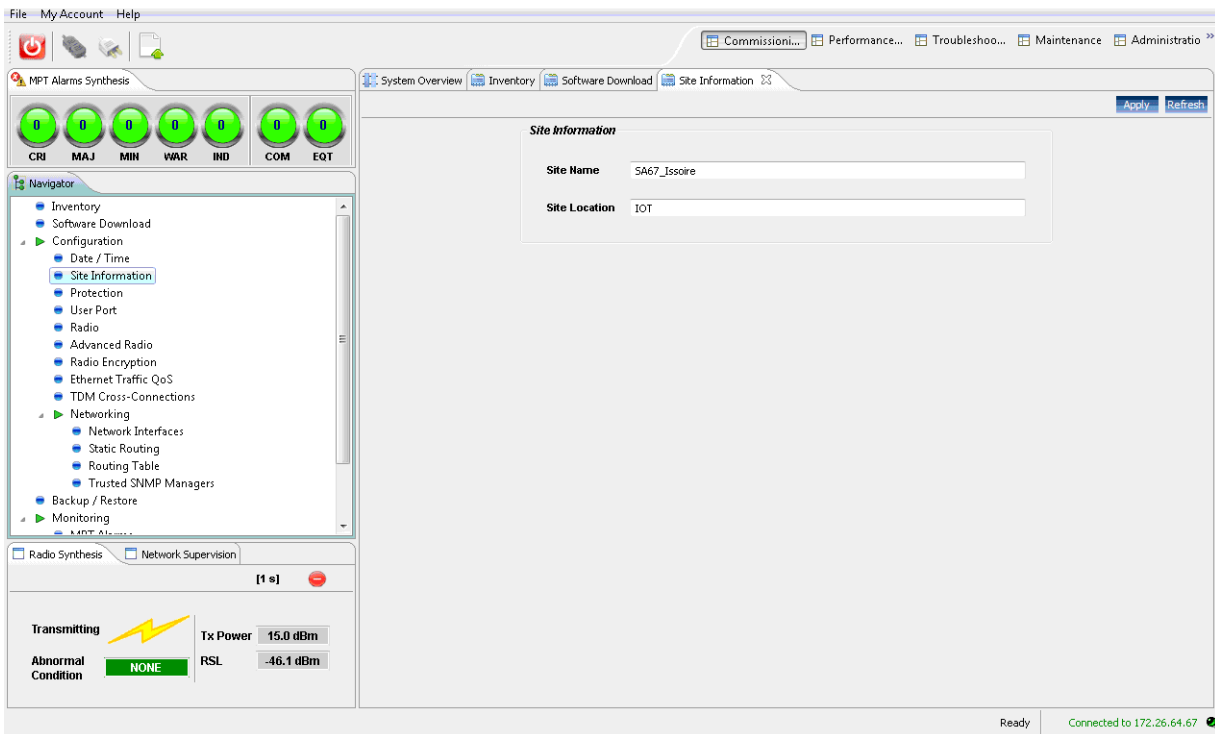 File My Account Help
Commissioni... Performance... Troubleshoo... Maintenance Administratio »
MPT Alarms Synthesis
System Overview Inventory Software Download Site Information
Apply Refresh
0 0 0 0 0 0 0
CRI MAJ MIN WAR IND COM EQT
Site Information
Site Name SA67_Issoire
Site Location IOT
Navigator
Inventory
Software Download
Configuration
Date / Time
Site Information
Protection
User Port
Radio
Advanced Radio
Radio Encryption
Ethernet Traffic QoS
TDM Cross-Connections
Networking
Network Interfaces
Static Routing
Routing Table
Trusted SNMP Managers
Backup / Restore
Monitoring
MPT Alarms
Radio Synthesis Network Supervision
[1 s]
Transmitting
Tx Power 15.0 dBm
Abnormal Condition NONE
RSL -46.1 dBm
Ready Connected to 172.26.64.67